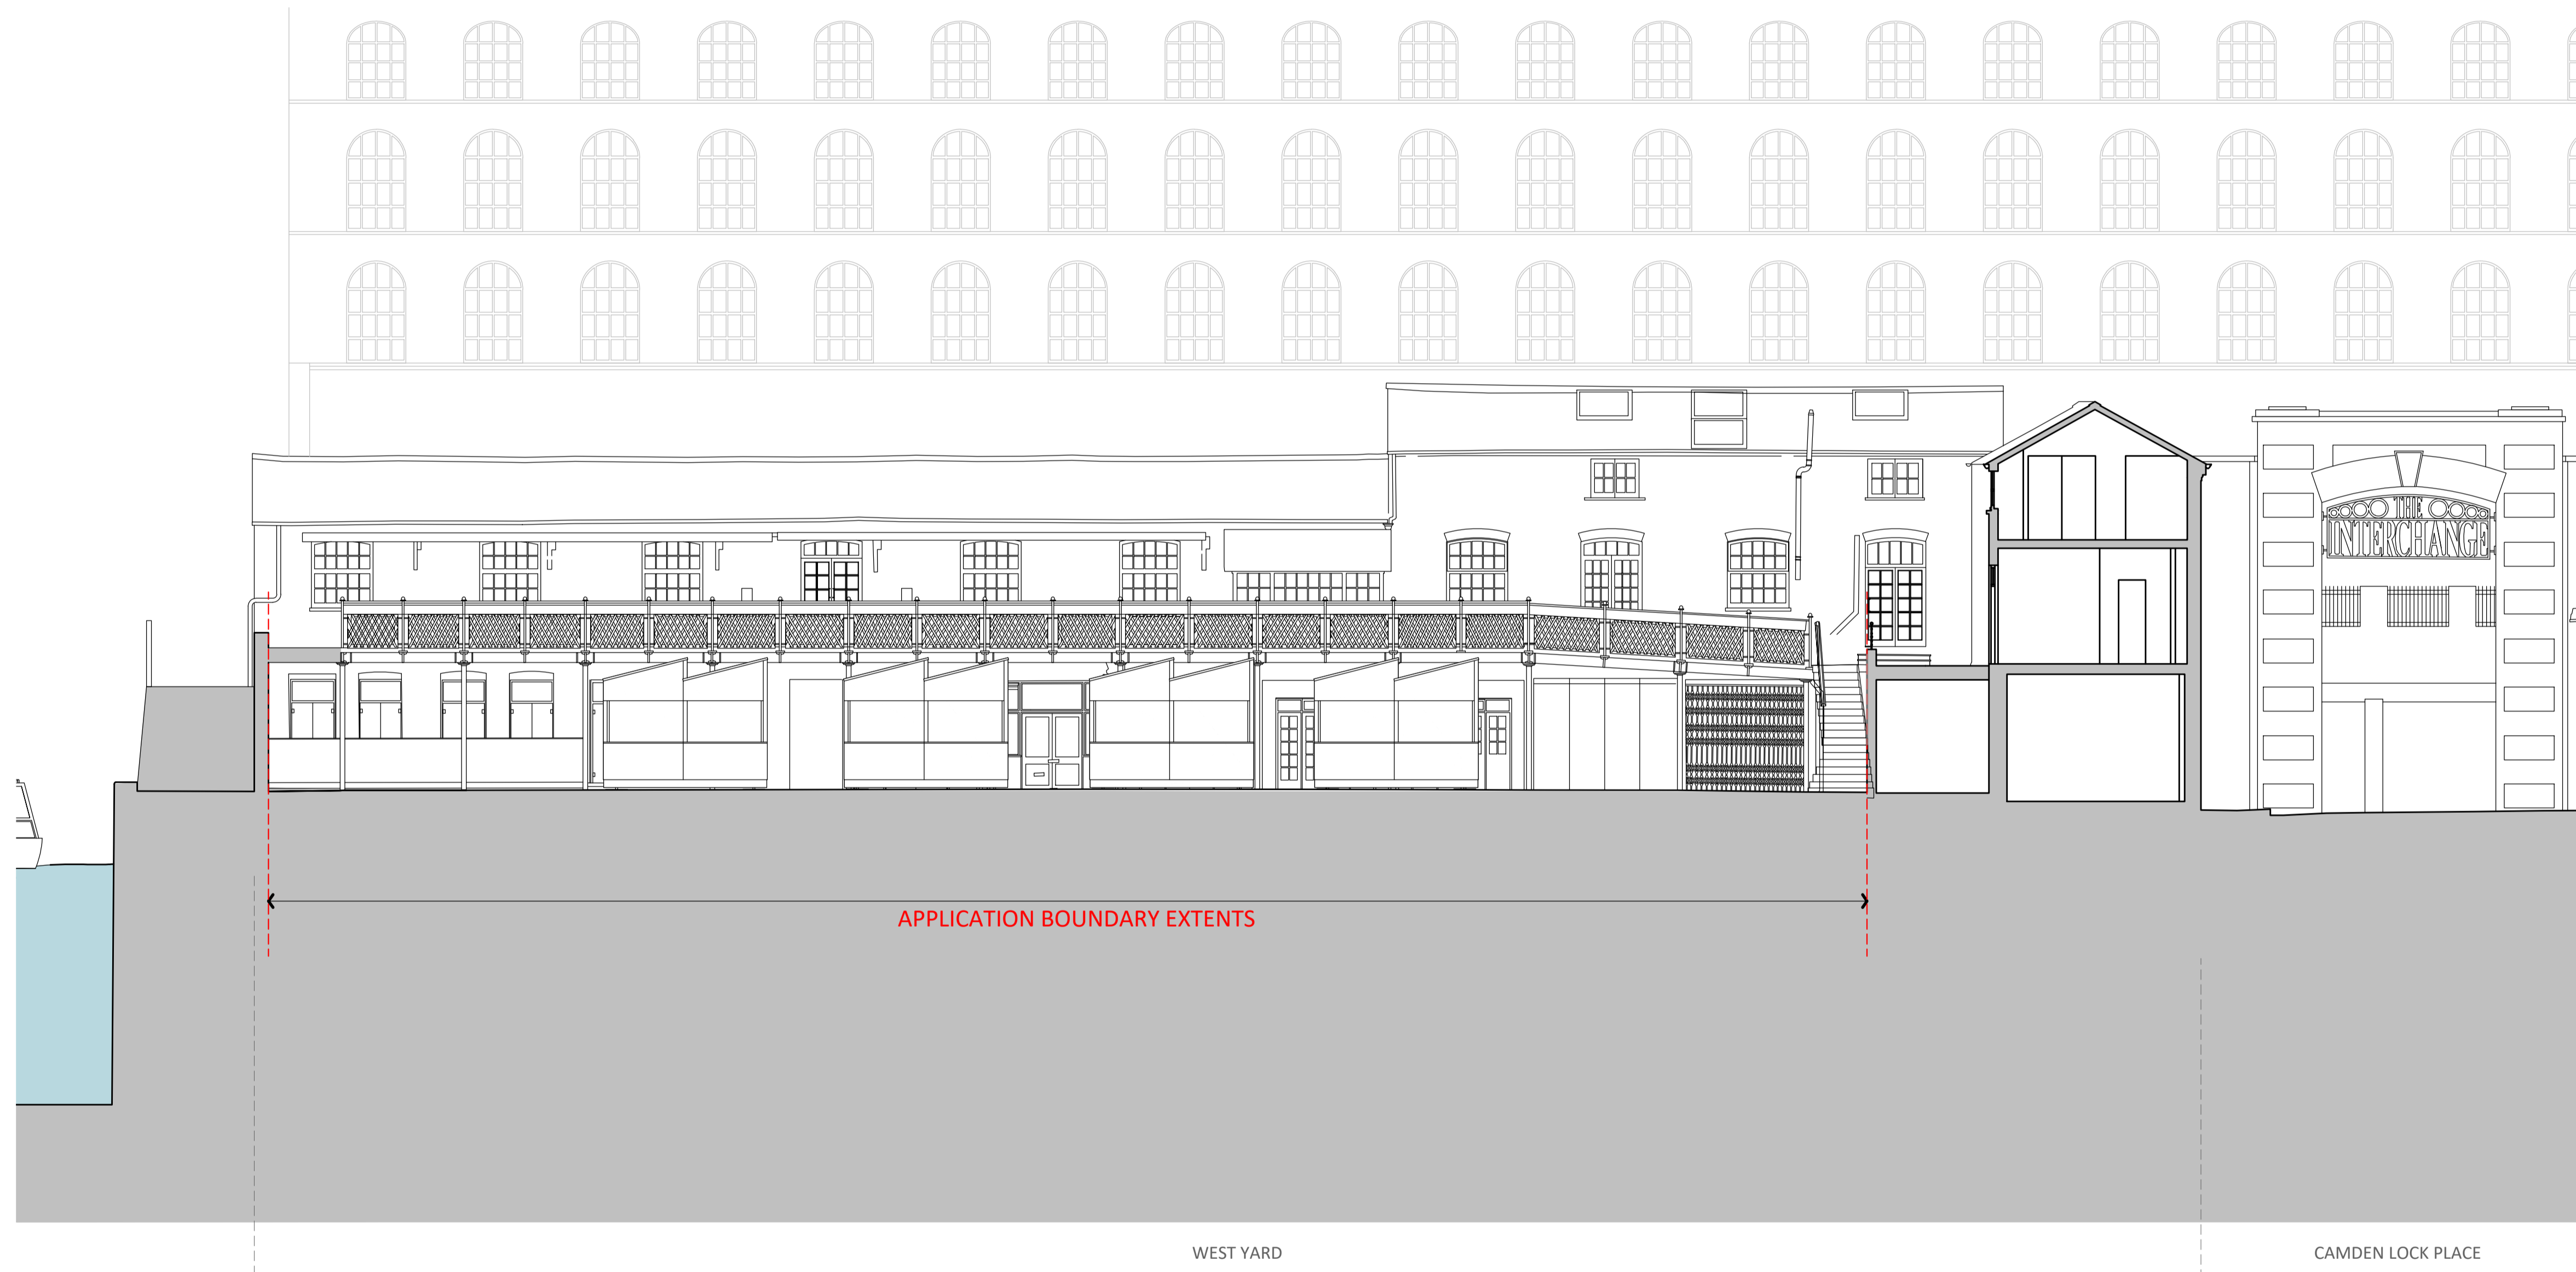 THE
INTERCHANGE
APPLICATION BOUNDARY EXTENTS
WEST YARD
CAMDEN LOCK PLACE